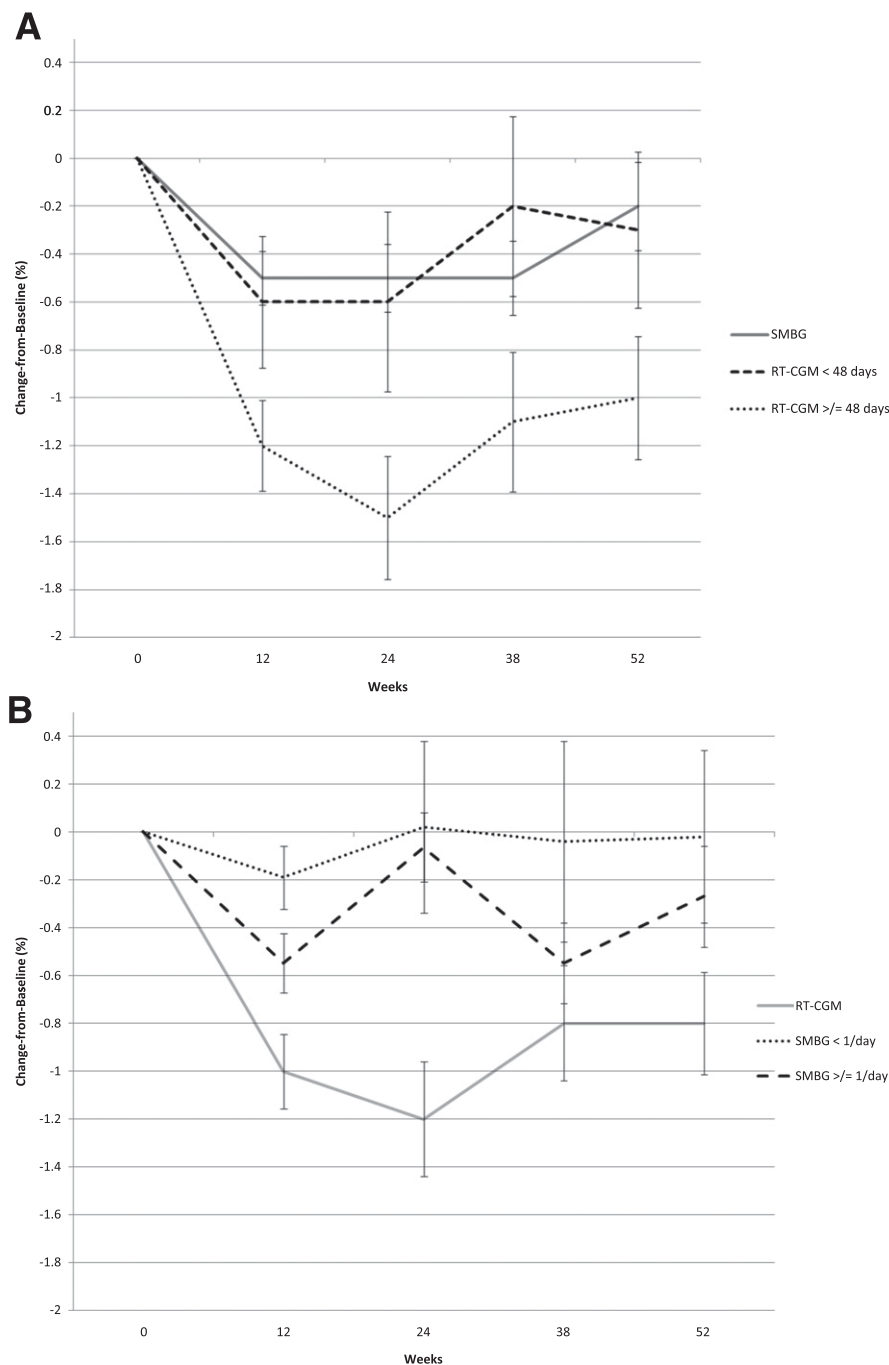 A
0.4
0.2
0
-0.2
-0.4
-0.6
-0.8
-1
-1.2
-1.4
-1.6
-1.8
-2
Change-from-Baseline (%)
0 12 24 38 52
Weeks
SMBG
RT-CGM < 48 days
RT-CGM >/= 48 days
B
0.4
0.2
0
-0.2
-0.4
-0.6
-0.8
-1
-1.2
-1.4
-1.6
-1.8
-2
Change-from-Baseline (%)
0 12 24 38 52
Weeks
RT-CGM
SMBG < 1/day
SMBG >/= 1/day